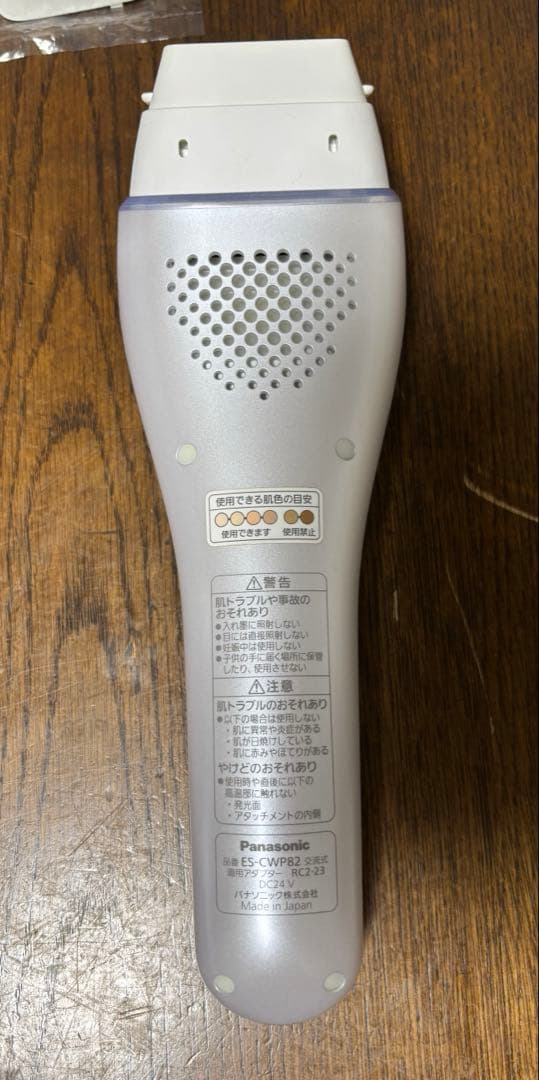 使用できる肌色の目安
使用できます 使用禁止
⚠警告
肌トラブルや事故の
おそれあり
●入れ墨に照射しない
●目には直接照射しない
●妊娠中は使用しない
●子供の手に届く場所に保管
したり、使用させない
⚠注意
肌トラブルのおそれあり
●以下の場合は使用しない
・肌に異常や炎症がある
・肌が日焼けしている
・肌に赤みやほてりがある
やけどのおそれあり
●使用時や直後に以下の
高温部に触れない
・発光面
・アタッチメントの内側
Panasonic
品番 ES-CWP82 交流式
専用アダプター RC2-23
DC24 V
パナソニック株式会社
Made in Japan